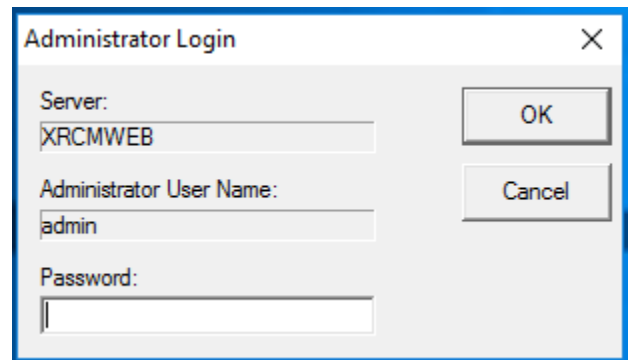 Administrator Login
Server:
XRCMWEB
OK
Administrator User Name:
admin
Cancel
Password: